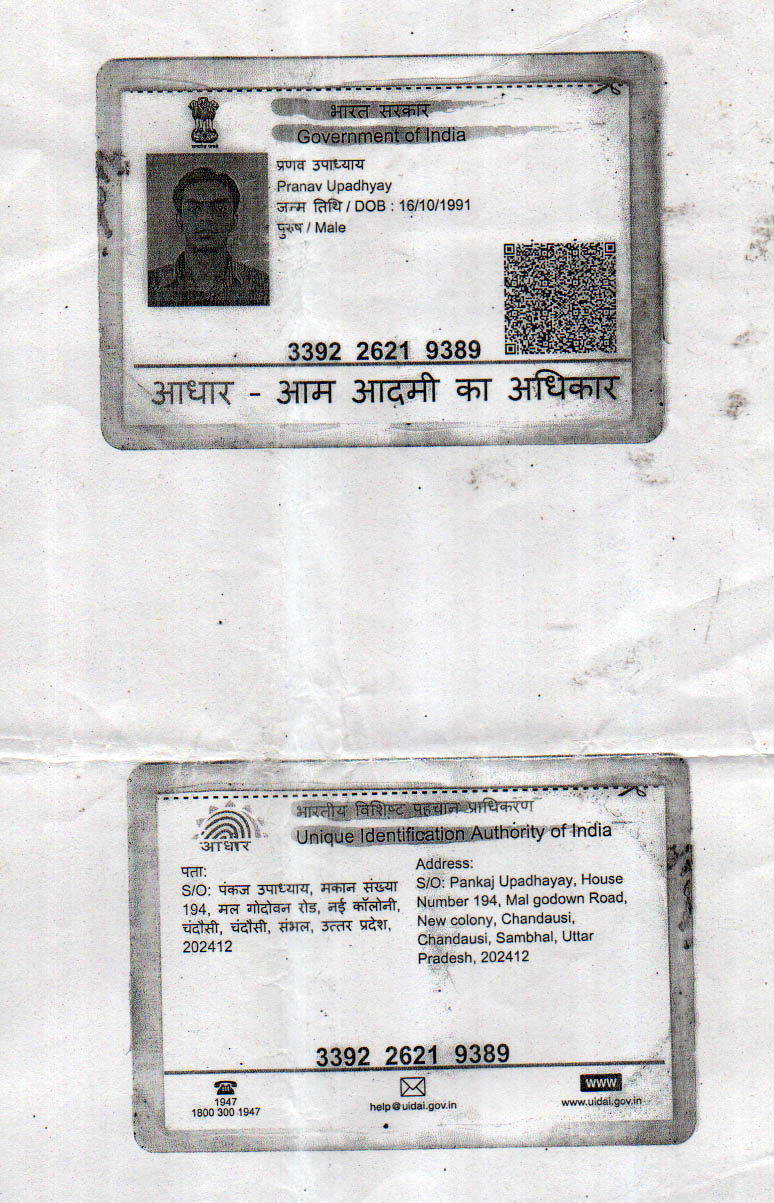 भारत सरकार
Government of India
प्रणव उपाध्याय
Pranav Upadhyay
जन्म तिथि / DOB : 16/10/1991
पुरुष / Male
3392 2621 9389
आधार - आम आदमी का अधिकार
भारतीय विशिष्ट पहचान प्राधिकरण
Unique Identification Authority of India
आधार
पता:
S/O: पंकज उपाध्याय, मकान संख्या
194, मल गोदोवन रोड, नई कॉलोनी,
चंदौसी, चंदौसी, संभल, उत्तर प्रदेश,
202412
Address:
S/O: Pankaj Upadhayay, House
Number 194, Mal godown Road,
New colony, Chandausi,
Chandausi, Sambhal, Uttar
Pradesh, 202412
3392 2621 9389
1947
1800 300 1947
help@uidai.gov.in
www
www.uidai.gov.in